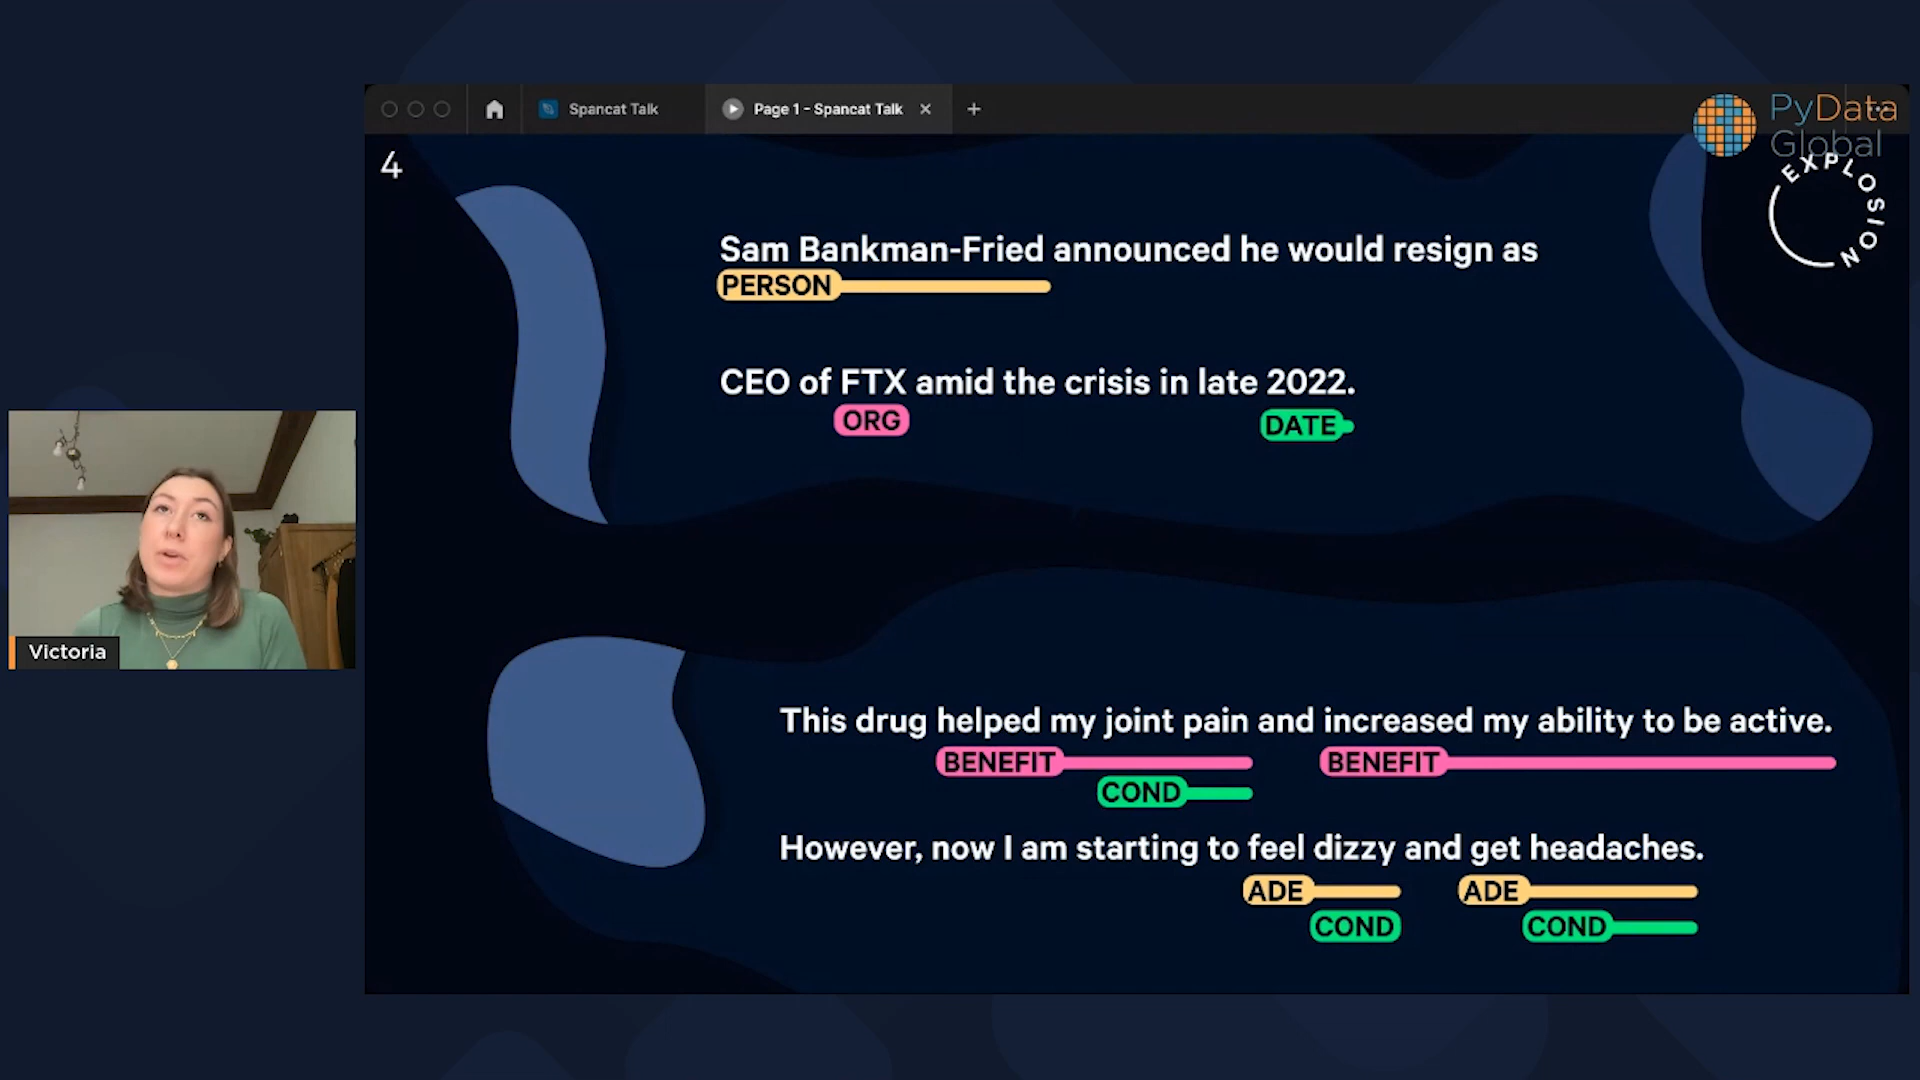 Spancat Talk
Page 1 - Spancat Talk
PyData
Global
EXPLOSION
4
Sam Bankman-Fried announced he would resign as
PERSON
CEO of FTX amid the crisis in late 2022.
ORG DATE
This drug helped my joint pain and increased my ability to be active.
BENEFIT BENEFIT
COND
However, now I am starting to feel dizzy and get headaches.
ADE ADE
COND COND
Victoria